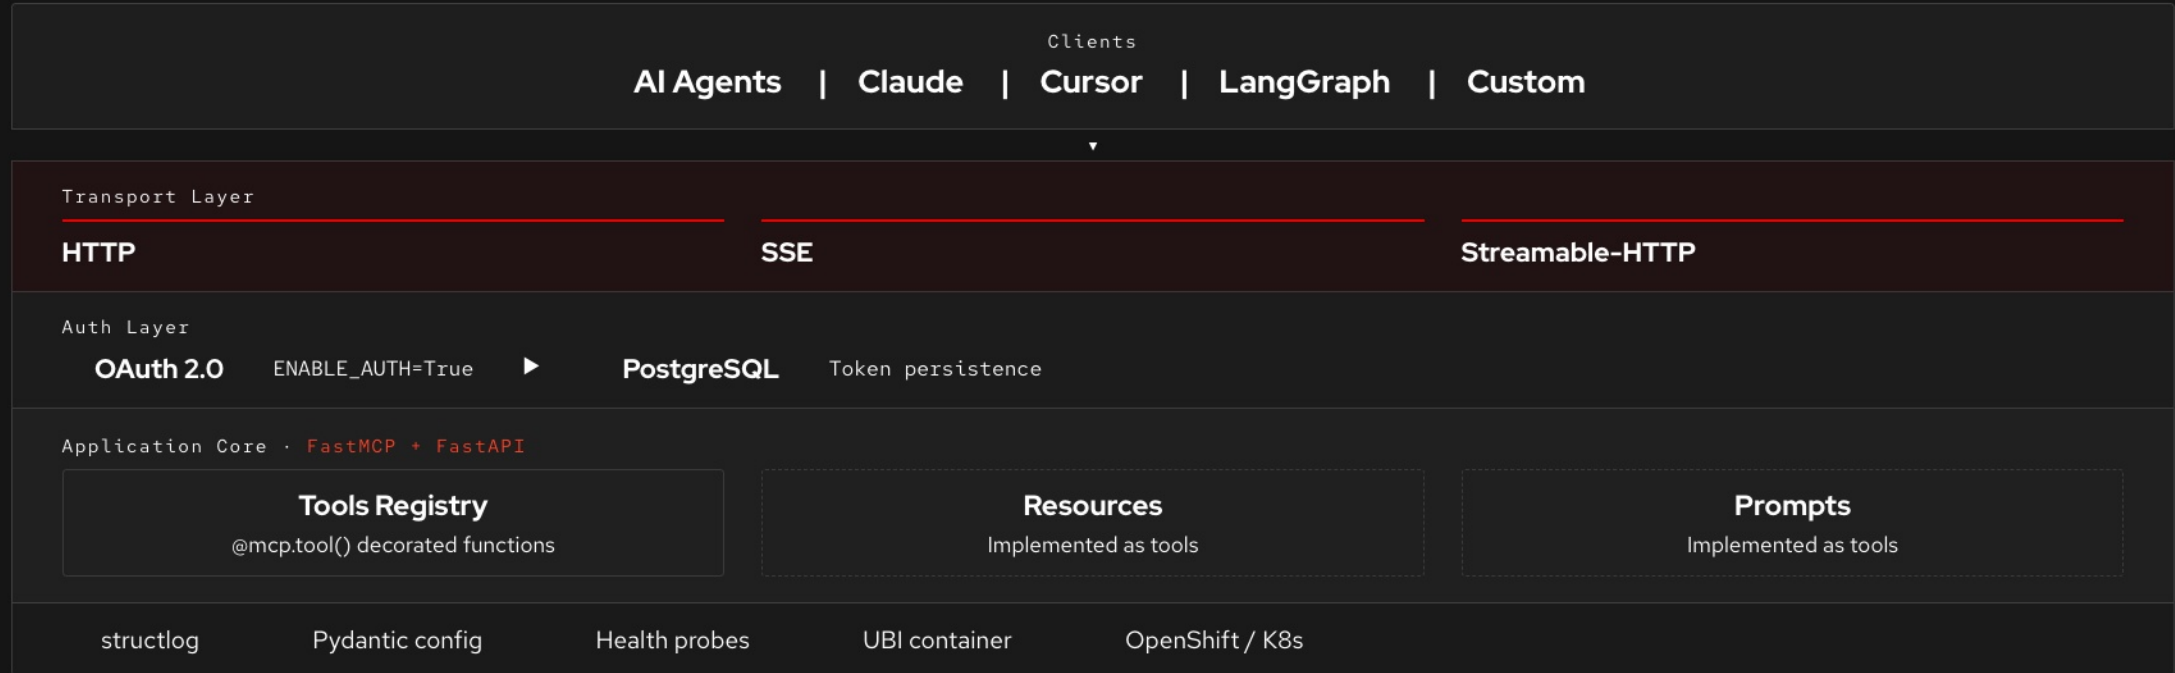 Clients
AI Agents | Claude | Cursor | LangGraph | Custom
Transport Layer
HTTP SSE Streamable-HTTP
Auth Layer
OAuth 2.0 ENABLE_AUTH=True ▶ PostgreSQL Token persistence
Application Core · FastMCP + FastAPI
Tools Registry Resources Prompts
@mcp.tool() decorated functions Implemented as tools Implemented as tools
structlog Pydantic config Health probes UBI container OpenShift / K8s